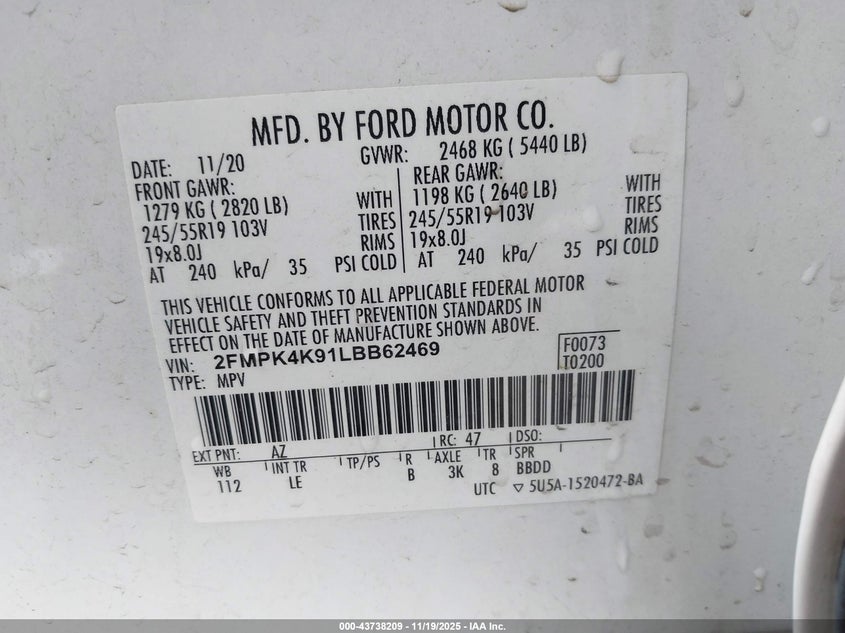 MFD. BY FORD MOTOR CO.
DATE: 11/20 GVWR: 2468 KG ( 5440 LB)
FRONT GAWR: REAR GAWR:
1279 KG ( 2820 LB) WITH 1198 KG ( 2640 LB) WITH
245/55R19 103V TIRES 245/55R19 103V TIRES
19x8.0J RIMS 19x8.0J RIMS
AT 240 kPa/ 35 PSI COLD AT 240 kPa/ 35 PSI COLD
THIS VEHICLE CONFORMS TO ALL APPLICABLE FEDERAL MOTOR
VEHICLE SAFETY AND THEFT PREVENTION STANDARDS IN
EFFECT ON THE DATE OF MANUFACTURE SHOWN ABOVE.
VIN: 2FMPK4K91LBB62469 F0073
TYPE: MPV T0200
EXT PNT: AZ RC: 47 DSO:
WB INT TR TP/PS R AXLE TR SPR
112 LE B 3K 8 BBDD
UTC ▽ 5U5A-1520472-BA
000-43738209 - 11/19/2025 - IAA Inc.